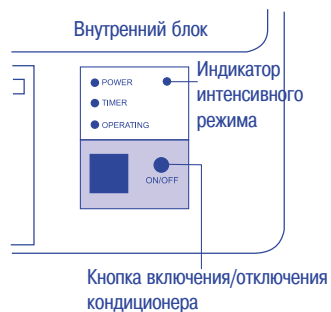 Внутренний блок
POWER
Индикатор
интенсивного
режима
TIMER
OPERATING
ON/OFF
Кнопка включения/отключения
кондиционера